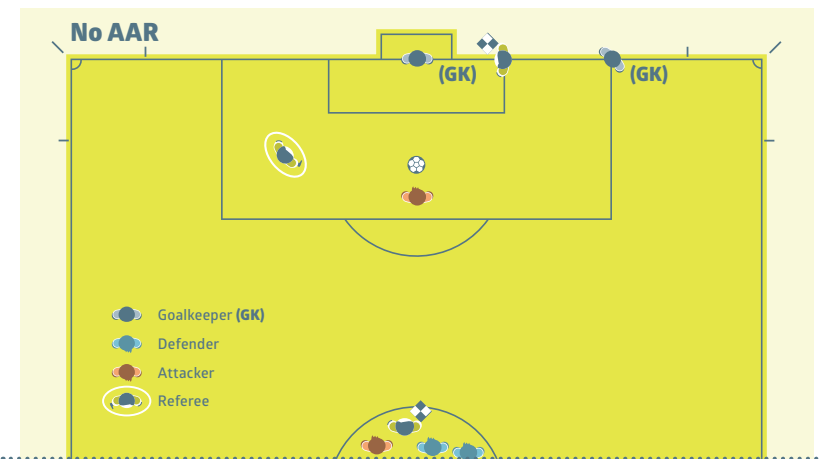 No AAR
(GK)
(GK)
Goalkeeper (GK)
Defender
Attacker
Referee